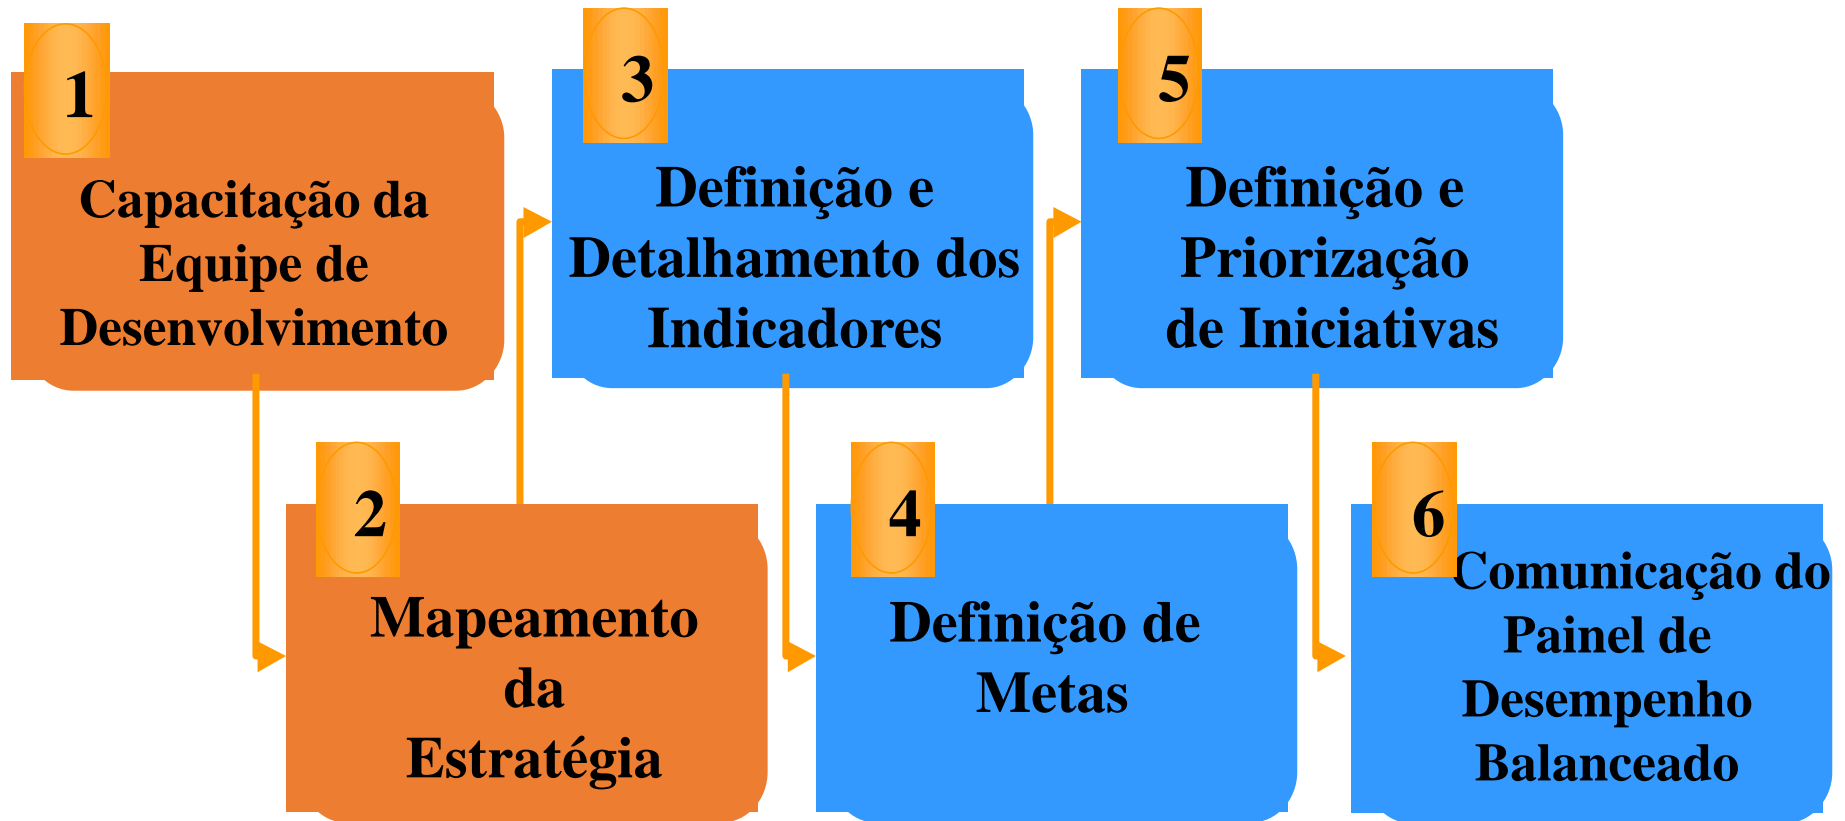 1
Capacitação da
Equipe de
Desenvolvimento
2
Mapeamento
da
Estratégia
3
Definição e
Detalhamento dos
Indicadores
4
Definição de
Metas
5
Definição e
Priorização
de Iniciativas
6
Comunicação do
Painel de
Desempenho
Balanceado